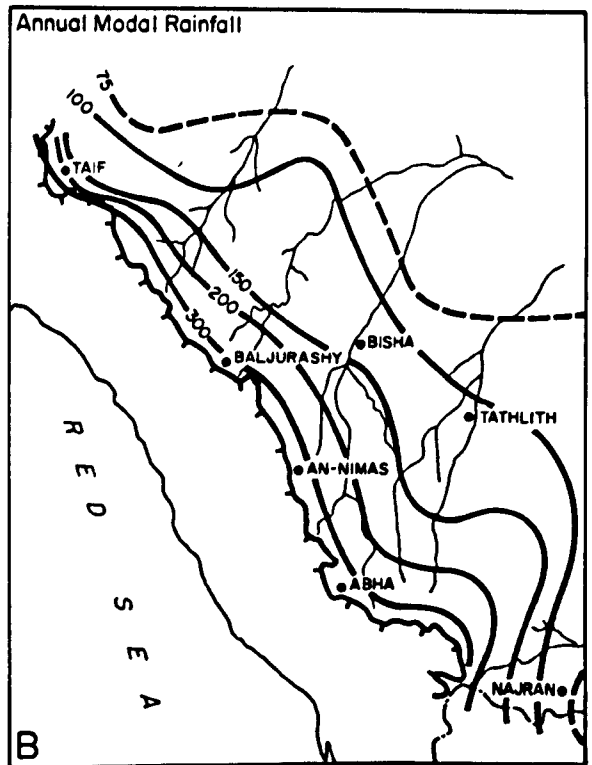 Annual Modal Rainfall
75
100
TAIF
150
200
300
BISHA
BALJURASHY
TATHLITH
RED SEA
AN-NIMAS
ABHA
NAJRAN
B